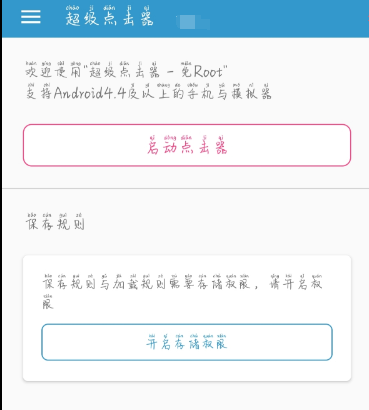 超级点击器
欢迎使用"超级点击器 - 免Root"
支持Android4.4及以上的手机与模拟器
启动点击器
保存规则
保存规则与加载规则需要存储权限，请开启权
限
开启存储权限